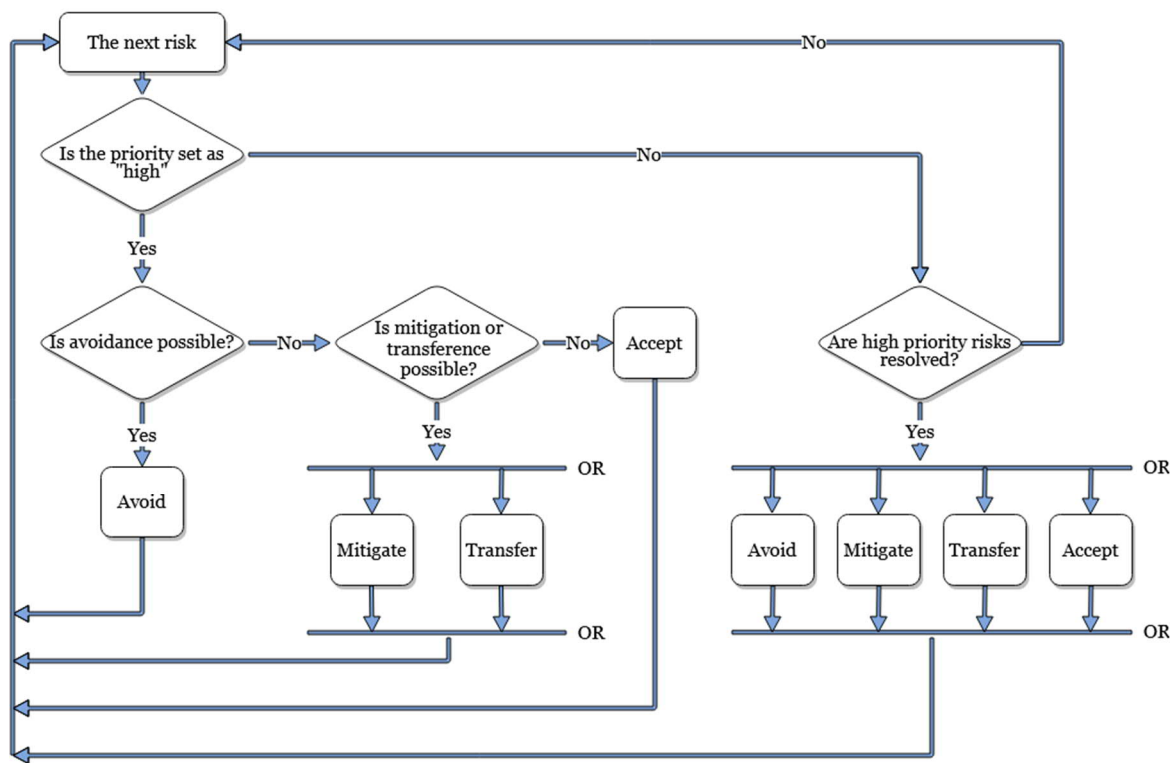 The next risk
No
Is the priority set as
"high"
No
Yes
Is avoidance possible?
No
Is mitigation or
transference
possible?
No
Accept
Are high priority risks
resolved?
Yes
Yes
Yes
OR
OR
Avoid
Mitigate
Transfer
Avoid
Mitigate
Transfer
Accept
OR
OR